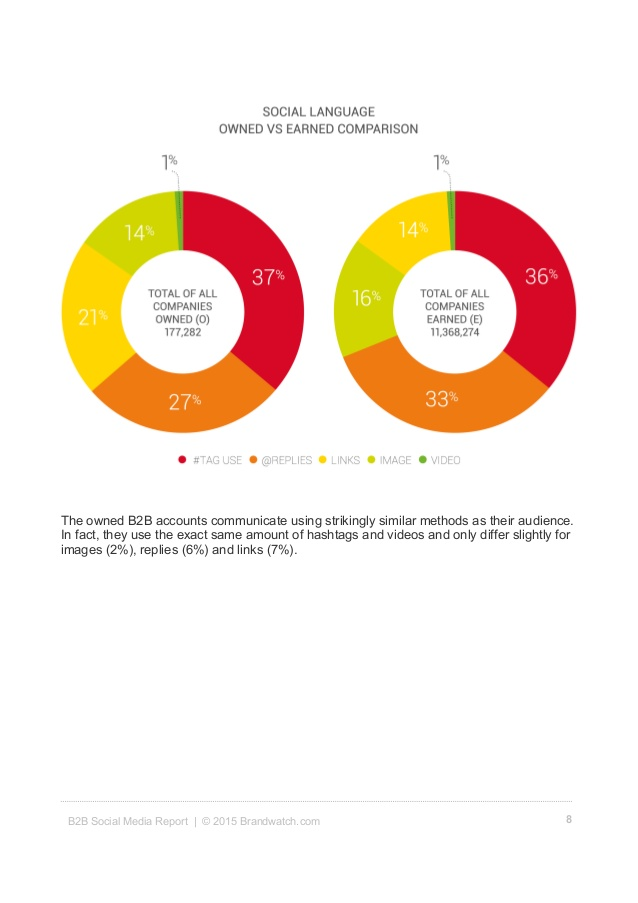 SOCIAL LANGUAGE
OWNED VS EARNED COMPARISON
1%
14%
37%
21%
27%
TOTAL OF ALL
COMPANIES
OWNED (O)
177,282
1%
14%
36%
16%
33%
TOTAL OF ALL
COMPANIES
EARNED (E)
11,368,274
#TAG USE @REPLIES LINKS IMAGE VIDEO
The owned B2B accounts communicate using strikingly similar methods as their audience.
In fact, they use the exact same amount of hashtags and videos and only differ slightly for
images (2%), replies (6%) and links (7%).
B2B Social Media Report | © 2015 Brandwatch.com
8